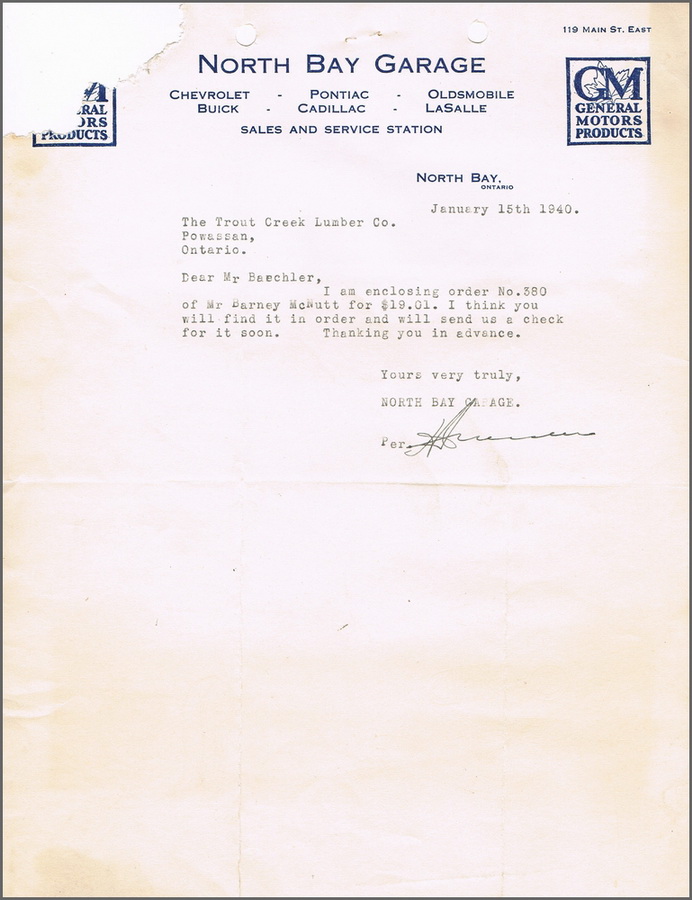 119 Main St. East
North Bay Garage
Chevrolet - Pontiac - Oldsmobile
Buick - Cadillac - LaSalle
SALES AND SERVICE STATION
GM
GENERAL
MOTORS
PRODUCTS
PRODUCTS
North Bay,
ONTARIO
January 15th 1940.
The Trout Creek Lumber Co.
Powassan,
Ontario.
Dear Mr Baechler,
I am enclosing order No.380
of Mr Barney McNutt for $19.01. I think you
will find it in order and will send us a check
for it soon. Thanking you in advance.
Yours very truly,
NORTH BAY GARAGE.
Per.